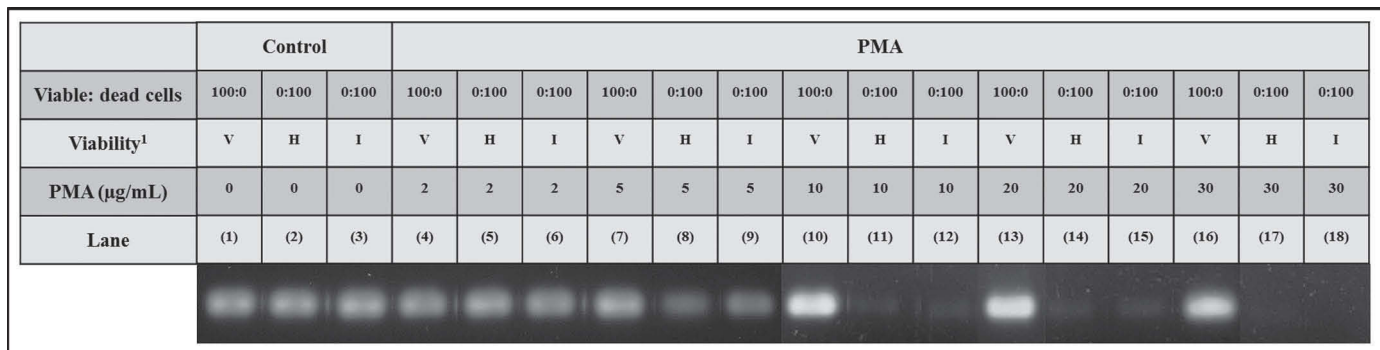 Control PMA
Viable: dead cells 100:0 0:100 0:100 100:0 0:100 0:100 100:0 0:100 0:100 100:0 0:100 0:100 100:0 0:100 0:100 100:0 0:100 0:100
Viability¹ V H I V H I V H I V H I V H I V H I
PMA (µg/mL) 0 0 0 2 2 2 5 5 5 10 10 10 20 20 20 30 30 30
Lane (1) (2) (3) (4) (5) (6) (7) (8) (9) (10) (11) (12) (13) (14) (15) (16) (17) (18)